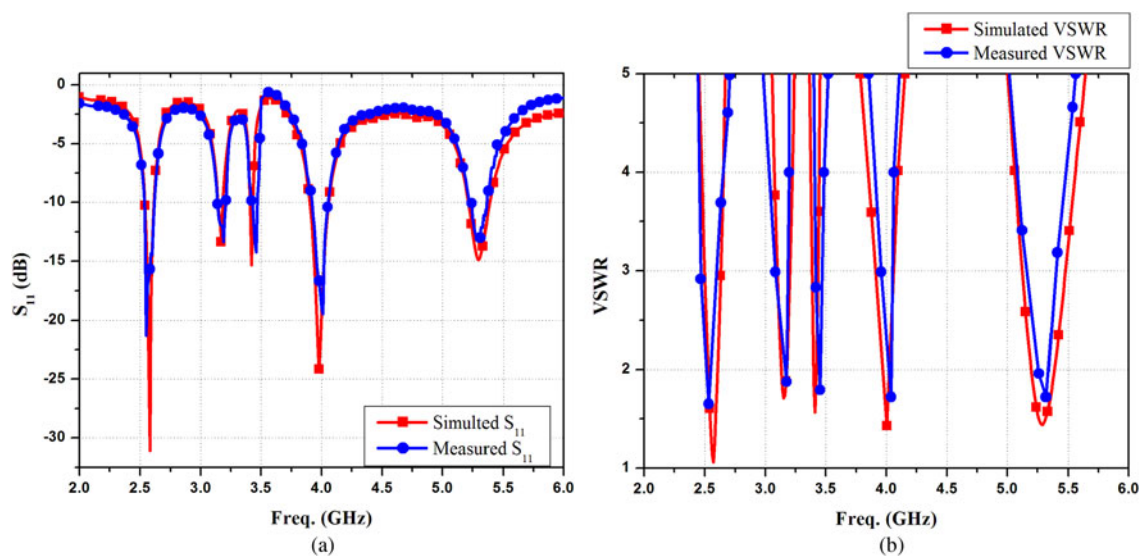 Simulated VSWR
Measured VSWR
0
-5
-10
-15
-20
-25
-30
S11 (dB)
Simulted S11
Measured S11
2.0 2.5 3.0 3.5 4.0 4.5 5.0 5.5 6.0
Freq. (GHz)
(a)
5
4
3
2
1
VSWR
2.0 2.5 3.0 3.5 4.0 4.5 5.0 5.5 6.0
Freq. (GHz)
(b)